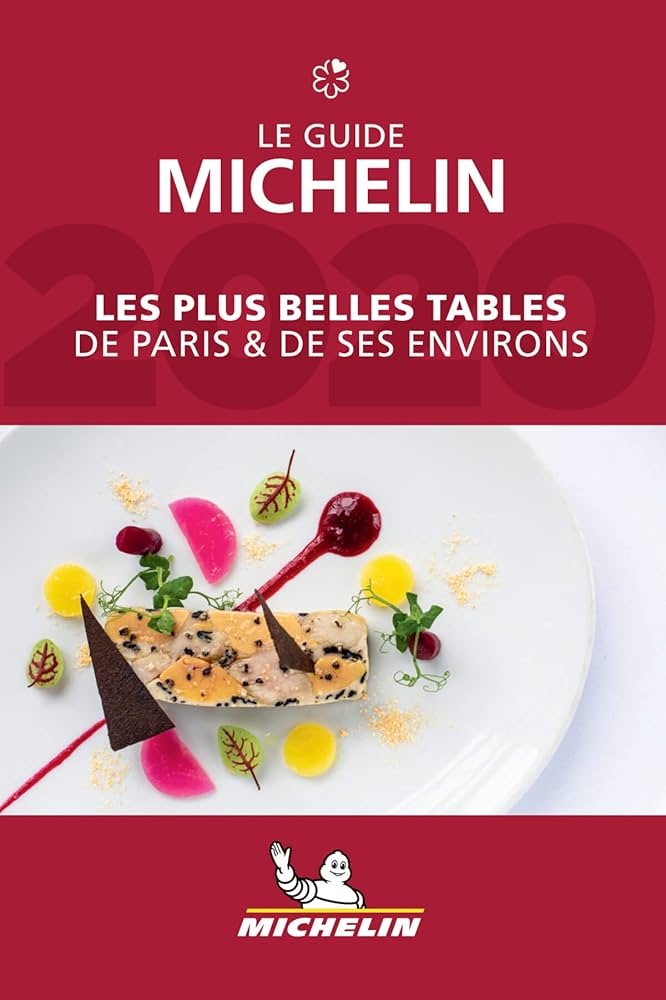 LE GUIDE
MICHELIN
2020
LES PLUS BELLES TABLES
DE PARIS & DE SES ENVIRONS
MICHELIN